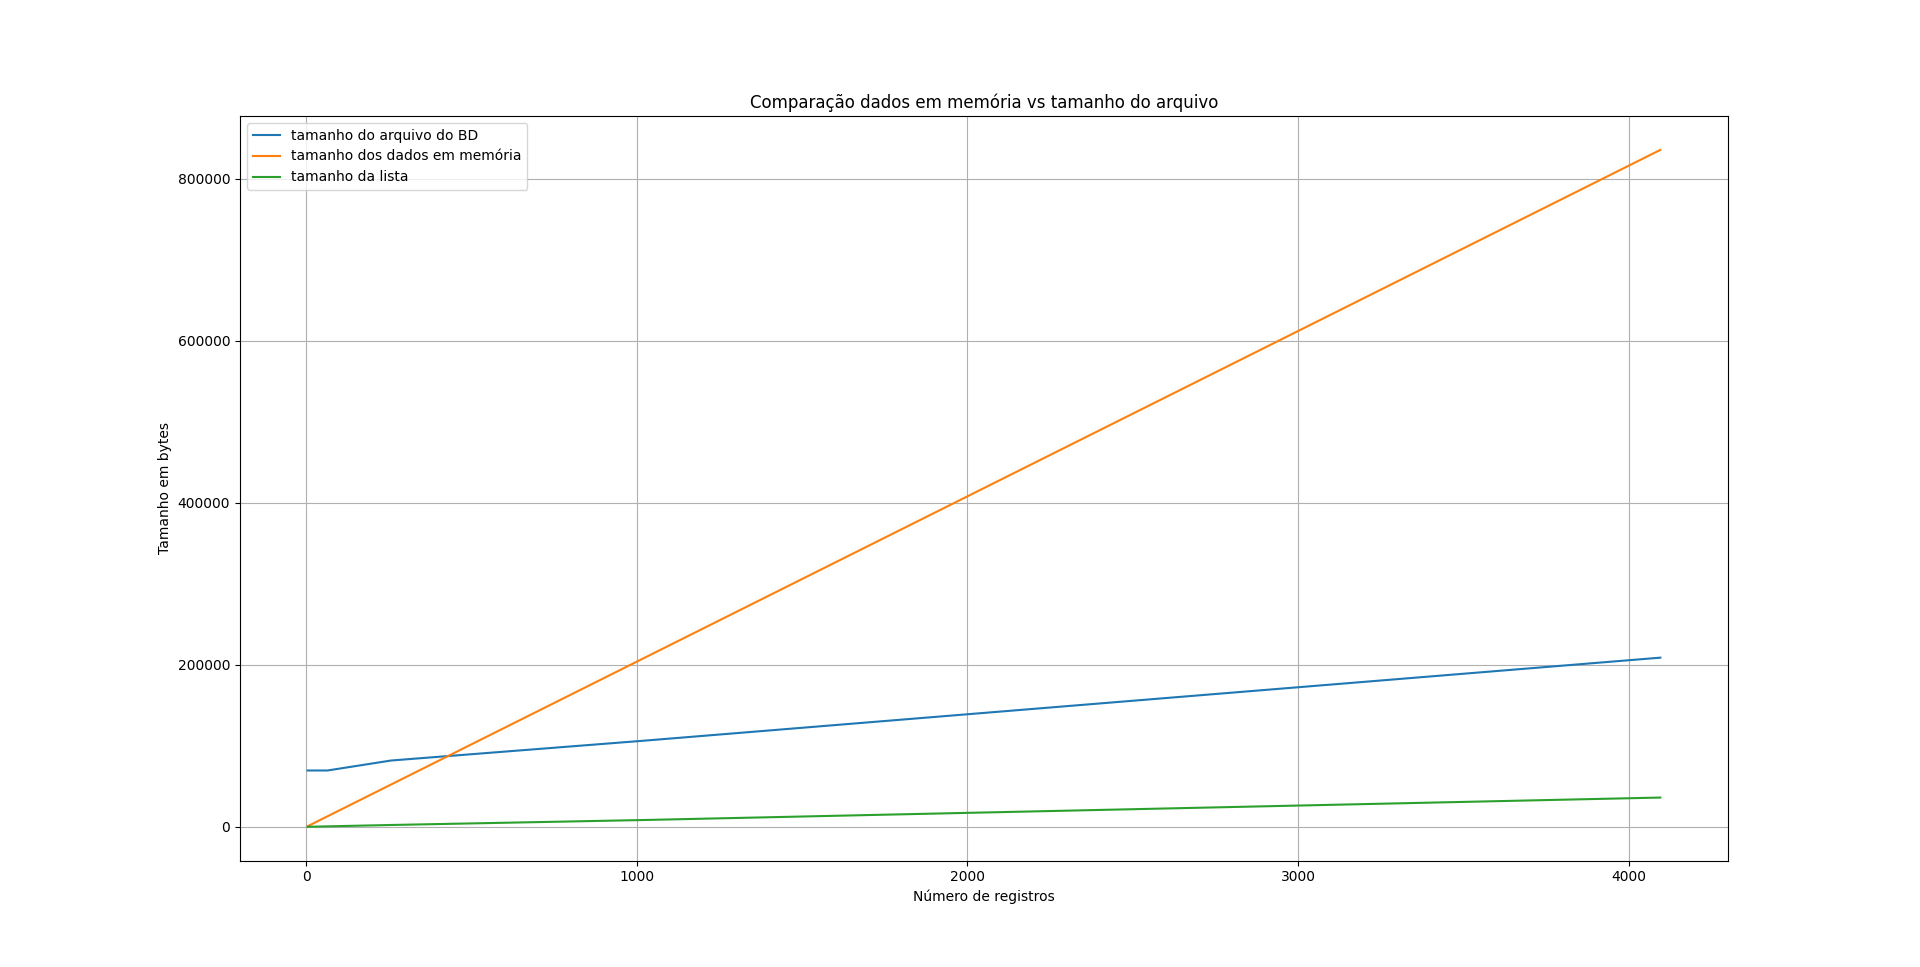 Comparação dados em memória vs tamanho do arquivo
tamanho do arquivo do BD
tamanho dos dados em memória
tamanho da lista
800000
600000
400000
200000
0
Tamanho em bytes
0 1000 2000 3000 4000
Número de registros